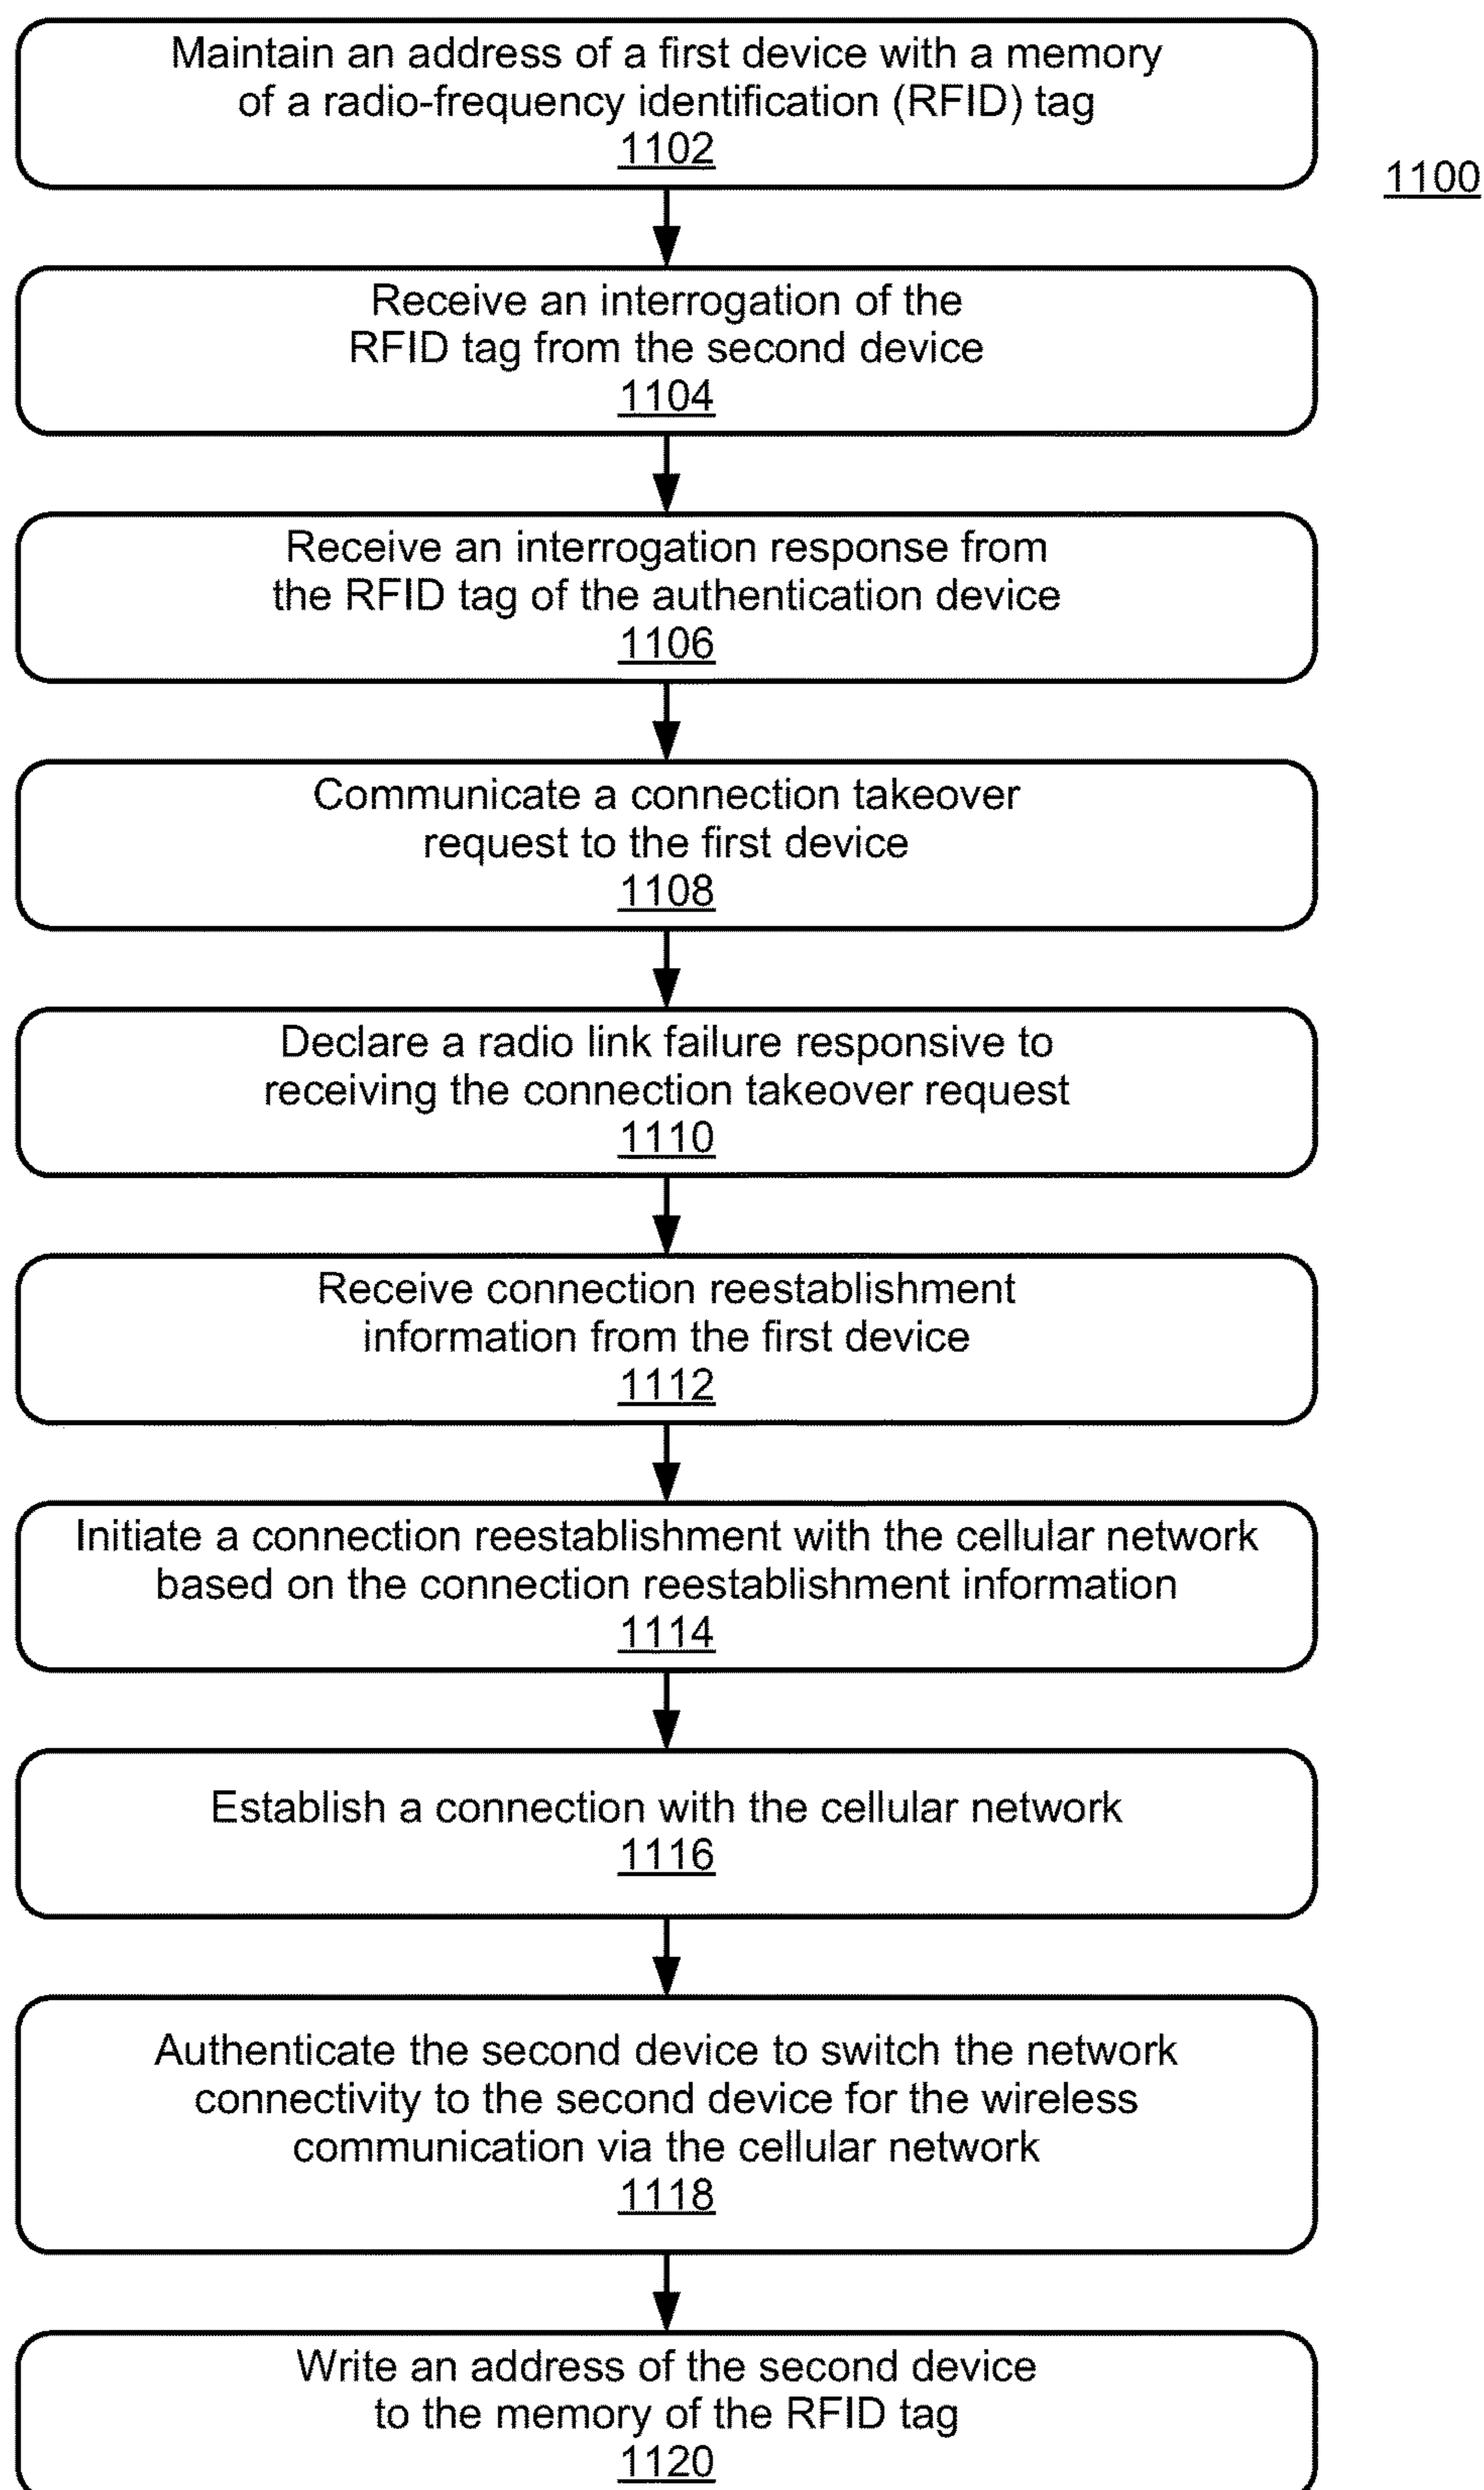 Maintain an address of a first device with a memory
of a radio-frequency identification (RFID) tag
1102
1100
Receive an interrogation of the
RFID tag from the second device
1104
Receive an interrogation response from
the RFID tag of the authentication device
1106
Communicate a connection takeover
request to the first device
1108
Declare a radio link failure responsive to
receiving the connection takeover request
1110
Receive connection reestablishment
information from the first device
1112
Initiate a connection reestablishment with the cellular network
based on the connection reestablishment information
1114
Establish a connection with the cellular network
1116
Authenticate the second device to switch the network
connectivity to the second device for the wireless
communication via the cellular network
1118
Write an address of the second device
to the memory of the RFID tag
1120